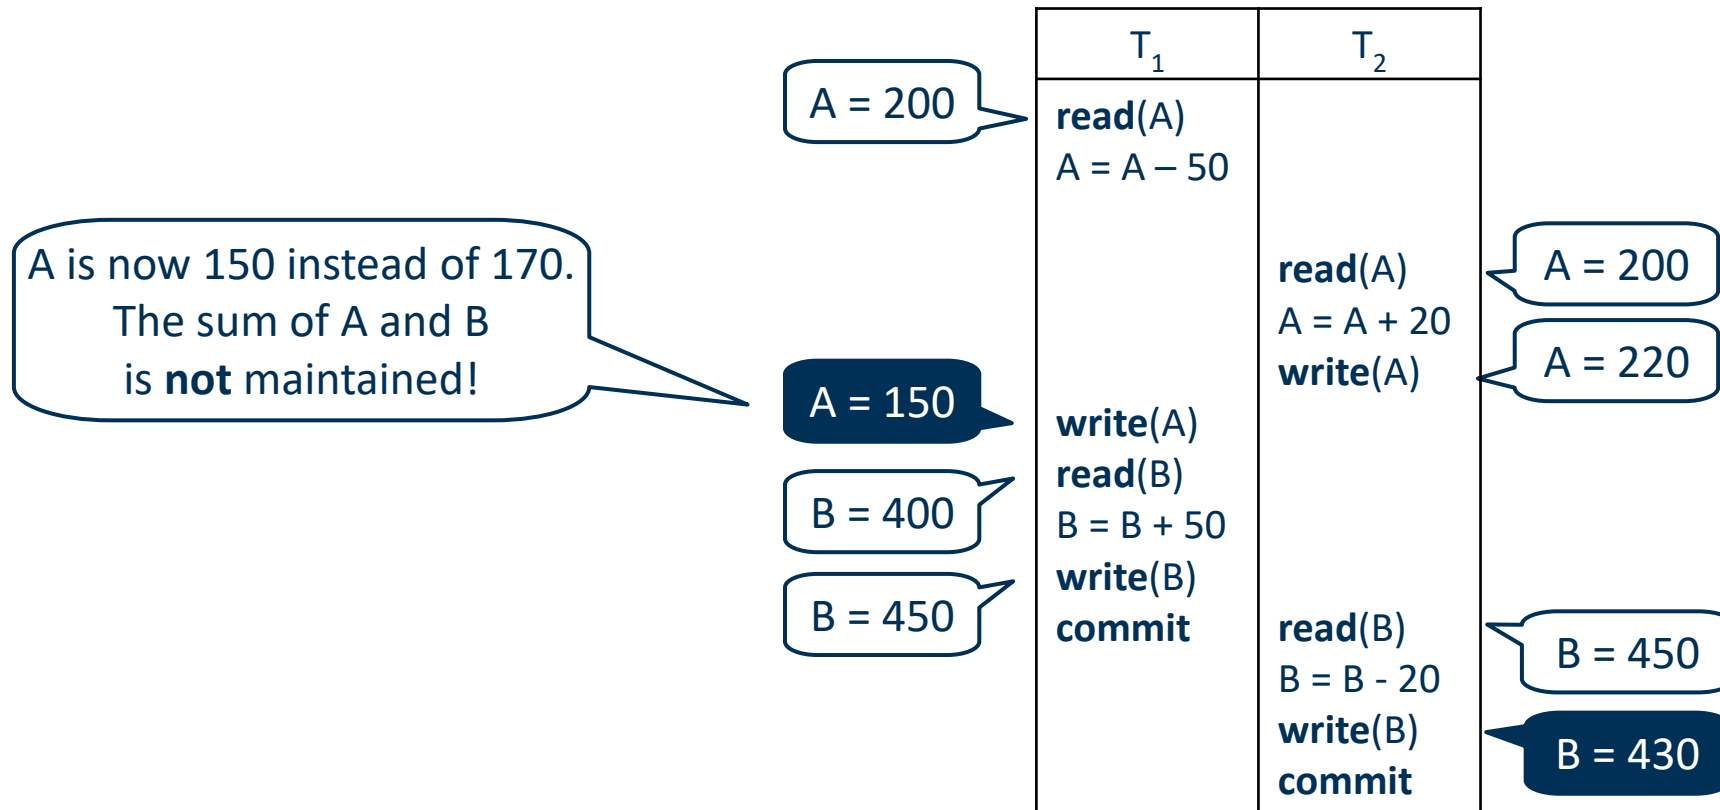 T1 T2
A = 200
read(A)
A = A – 50
A is now 150 instead of 170.
The sum of A and B
is not maintained!
read(A)
A = A + 20
write(A)
A = 200
A = 220
A = 150
write(A)
B = 400
read(B)
B = B + 50
B = 450
write(B)
commit
read(B)
B = B - 20
write(B)
commit
B = 450
B = 430